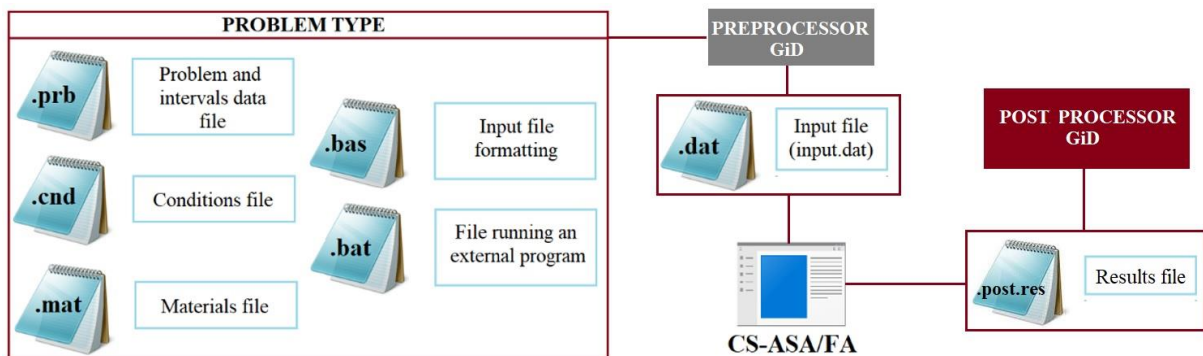 PROBLEM TYPE
.prb
Problem and
intervals data
file
.cnd
Conditions file
.mat
Materials file
.bas
Input file
formatting
.bat
File running an
external program
PREPROCESSOR
GiD
.dat
Input file
(input.dat)
CS-ASA/FA
POST PROCESSOR
GiD
.post.res
Results file